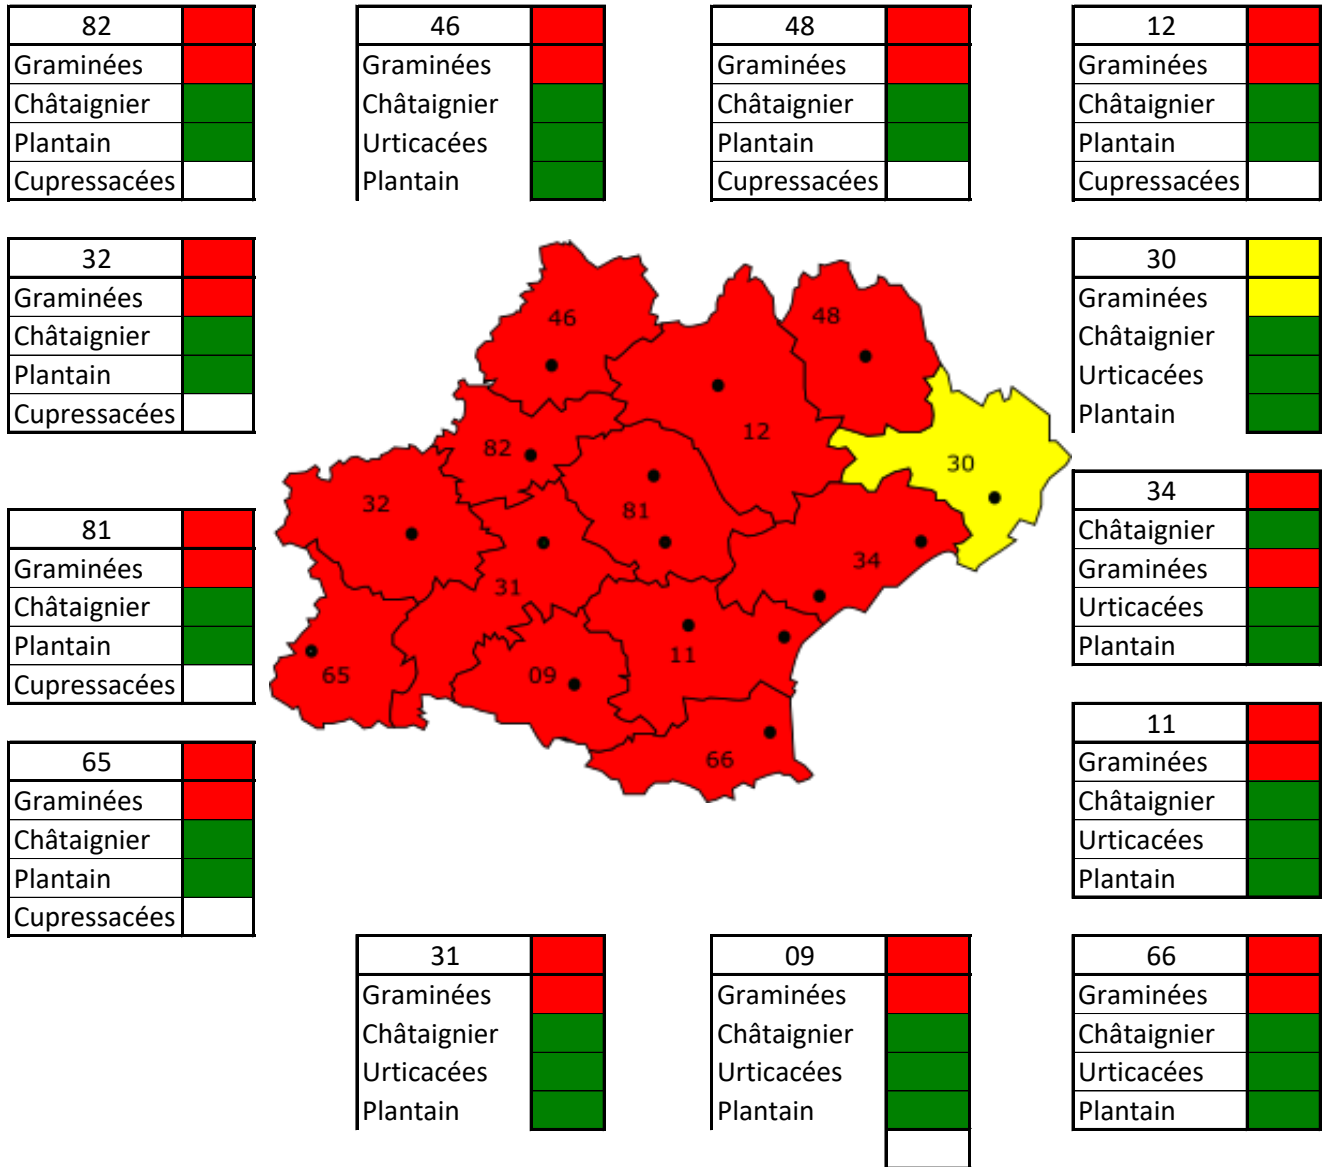 82
Graminées
Châtaignier
Plantain
Cupressacées
46
Graminées
Châtaignier
Urticacées
Plantain
48
Graminées
Châtaignier
Plantain
Cupressacées
12
Graminées
Châtaignier
Plantain
Cupressacées
32
Graminées
Châtaignier
Plantain
Cupressacées
30
Graminées
Châtaignier
Urticacées
Plantain
46
48
12
82
30
32
81
34
31
11
65
09
66
81
Graminées
Châtaignier
Plantain
Cupressacées
34
Châtaignier
Graminées
Urticacées
Plantain
65
Graminées
Châtaignier
Plantain
Cupressacées
11
Graminées
Châtaignier
Urticacées
Plantain
31
Graminées
Châtaignier
Urticacées
Plantain
09
Graminées
Châtaignier
Urticacées
Plantain
66
Graminées
Châtaignier
Urticacées
Plantain